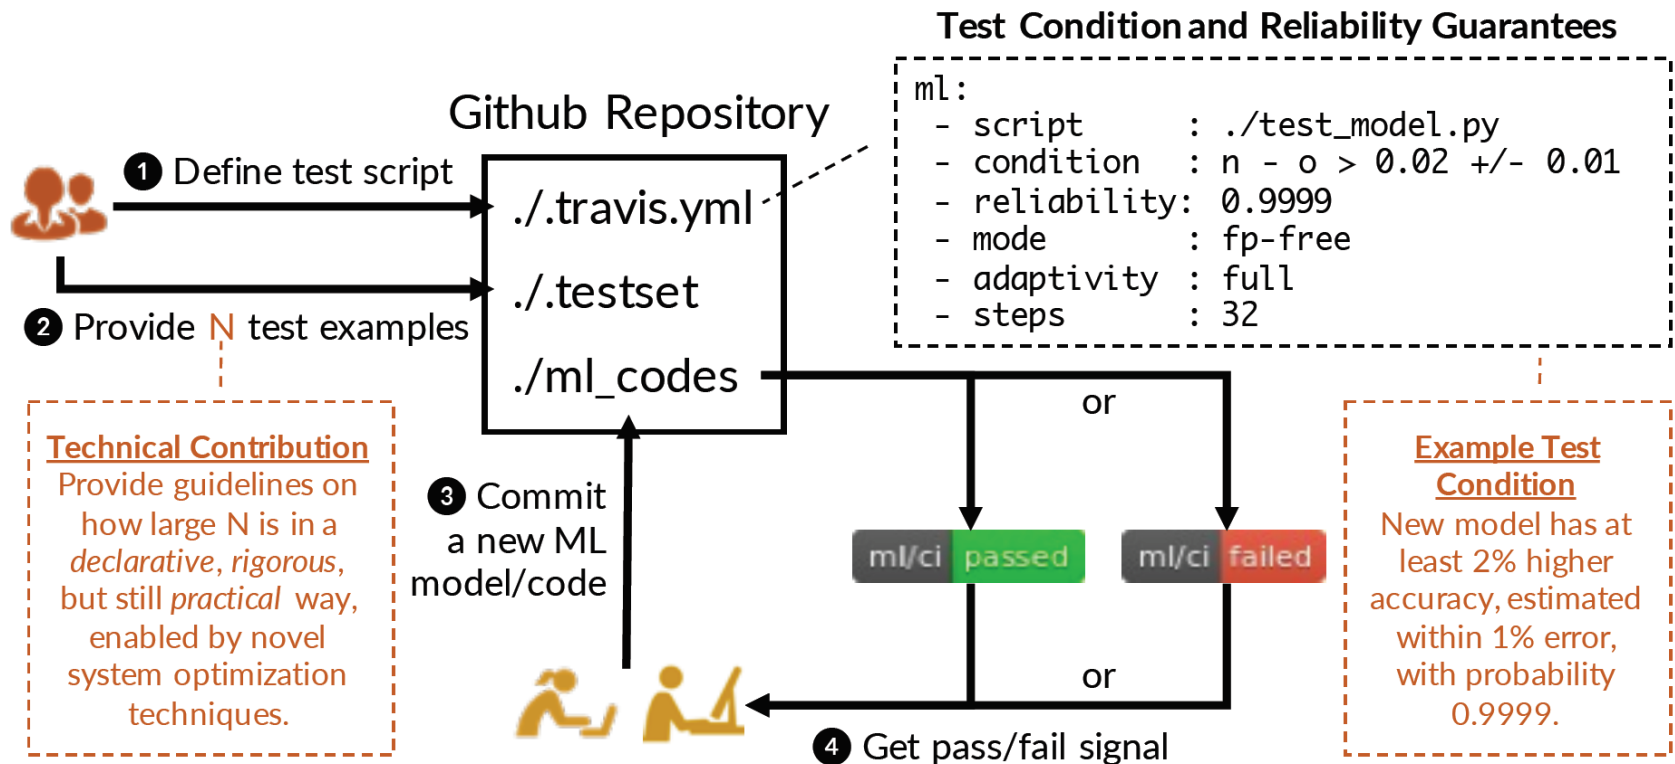 Test Condition and Reliability Guarantees
ml:
- script : ./test_model.py
- condition : n - o > 0.02 +/- 0.01
- reliability: 0.9999
- mode : fp-free
- adaptivity : full
- steps : 32
Github Repository
1 Define test script
./.travis.yml
./.testset
2 Provide N test examples
./ml_codes
or
Technical Contribution
Provide guidelines on
how large N is in a
declarative, rigorous,
but still practical way,
enabled by novel
system optimization
techniques.
3 Commit
a new ML
model/code
ml/ci passed
ml/ci failed
Example Test
Condition
New model has at
least 2% higher
accuracy, estimated
within 1% error,
with probability
0.9999.
or
4 Get pass/fail signal